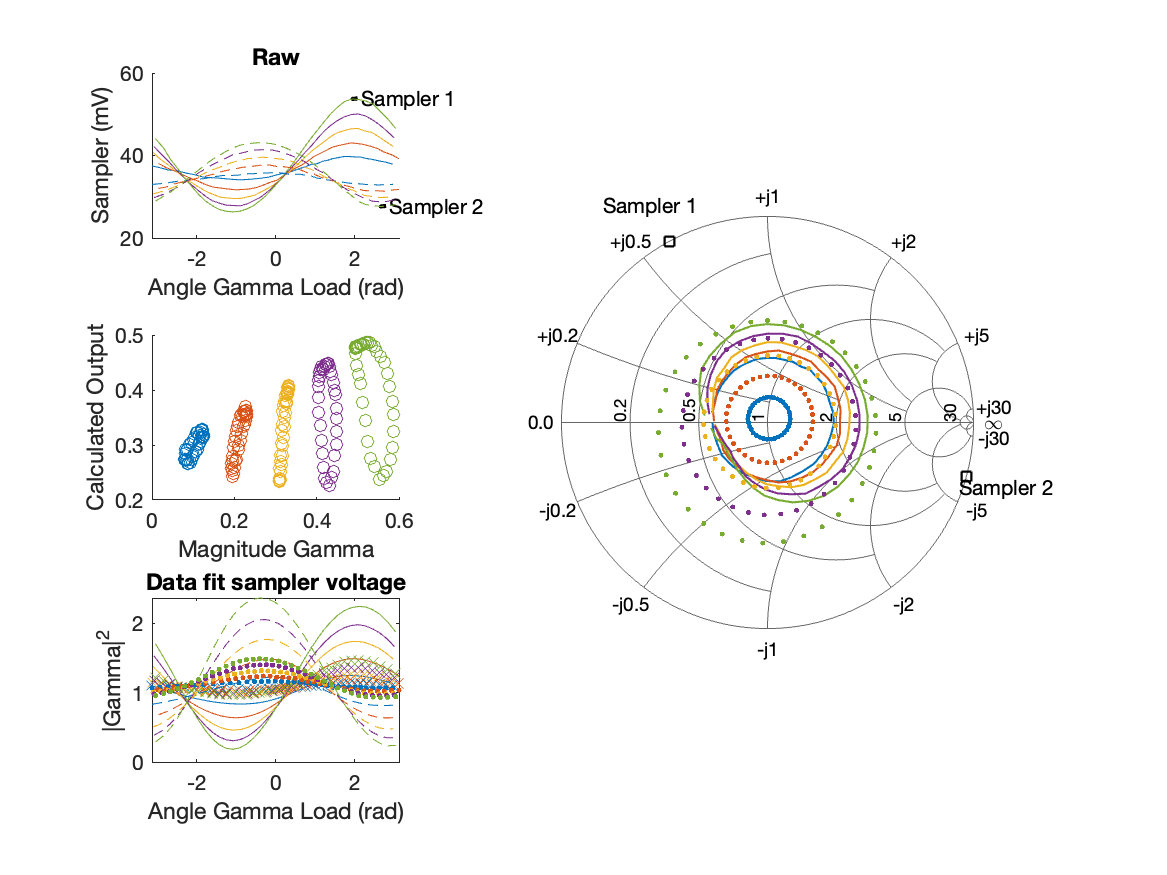 Raw
60
40
20
Sampler (mV)
Sampler 1
Sampler 2
-2
0
2
Angle Gamma Load (rad)
0.5
0.4
0.3
0.2
Calculated Output
0
0.2
0.4
0.6
Magnitude Gamma
Data fit sampler voltage
2
1
0
|Gamma|²
-2
0
2
Angle Gamma Load (rad)
Sampler 1
+j1
+j0.5
+j2
+j0.2
+j5
0.0
0.2
0.5
1
2
5
30
+j30
∞
-j30
Sampler 2
-j0.2
-j5
-j0.5
-j2
-j1